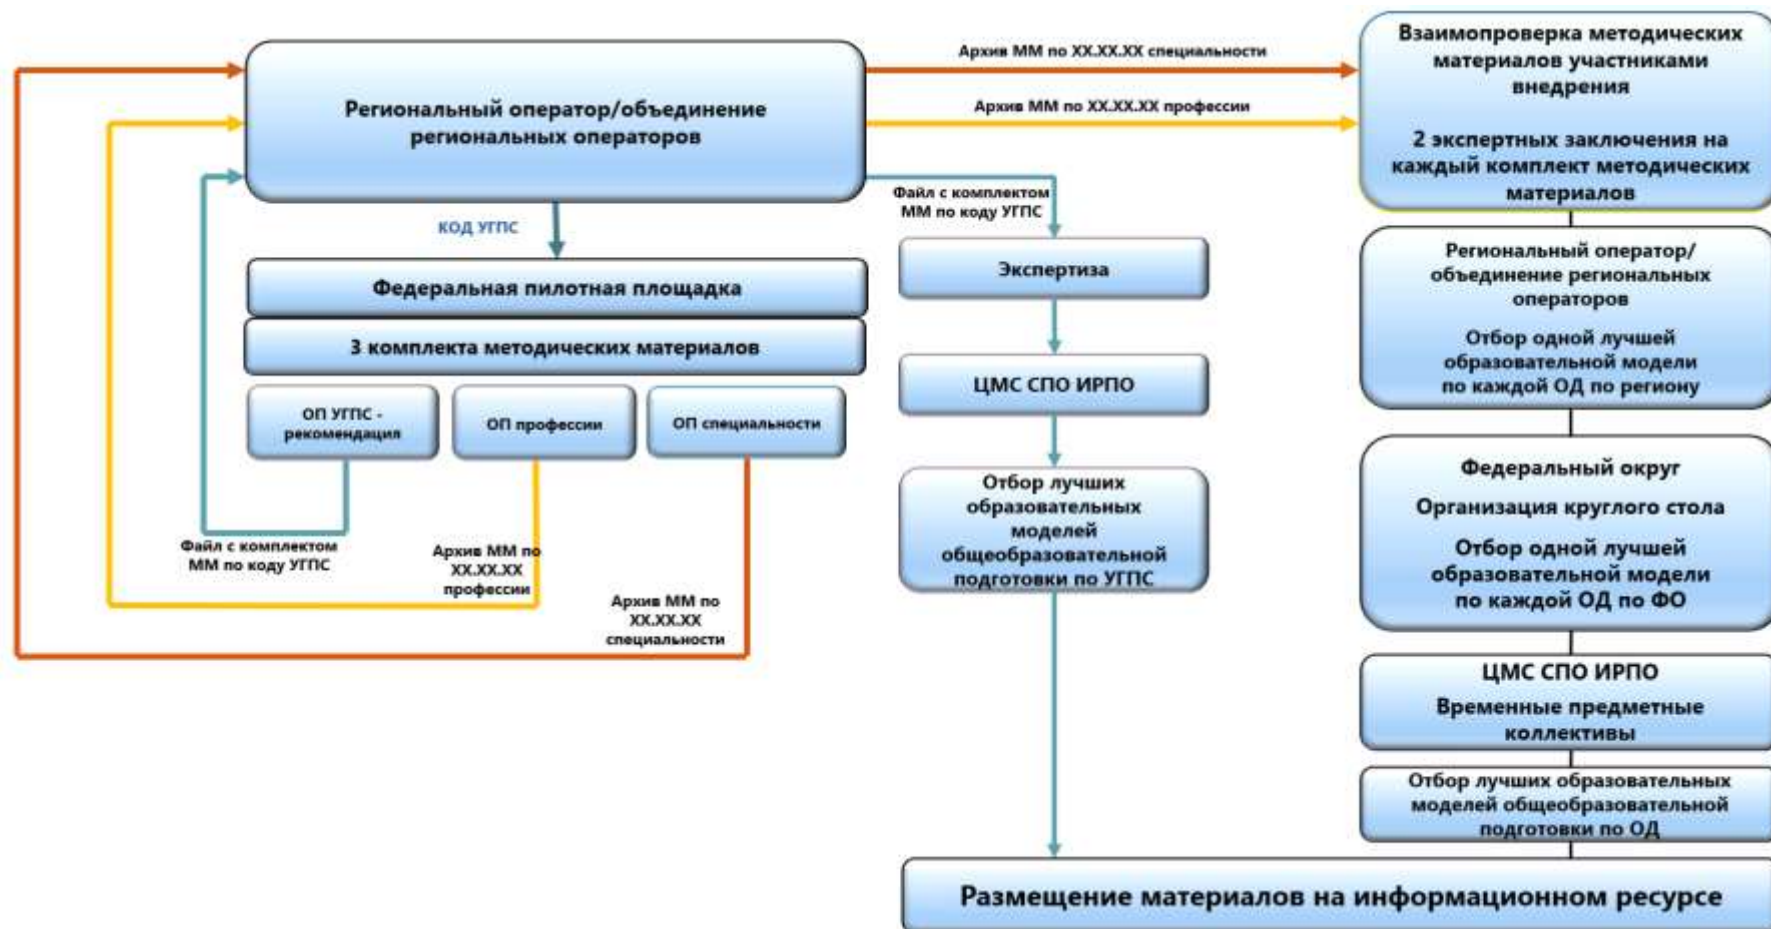 Региональный оператор/объединение
региональных операторов
КОД УГПС
Федеральная пилотная площадка
3 комплекта методических материалов
ОП УГПС -
рекомендация
ОП профессии
ОП специальности
Файл с комплектом
ММ по коду УГПС
Архив ММ по
XX.XX.XX
профессии
Архив ММ по
XX.XX.XX
специальности
Архив ММ по XX.XX.XX специальности
Архив ММ по XX.XX.XX профессии
Файл с комплектом
ММ по коду УГПС
Экспертиза
ЦМС СПО ИРПО
Отбор лучших
образовательных
моделей
общеобразовательной
подготовки по УГПС
Взаимопроверка методических
материалов участниками
внедрения
2 экспертных заключения на
каждый комплект методических
материалов
Региональный оператор/
объединение региональных
операторов
Отбор одной лучшей
образовательной модели
по каждой ОД по региону
Федеральный округ
Организация круглого стола
Отбор одной лучшей
образовательной модели
по каждой ОД по ФО
ЦМС СПО ИРПО
Временные предметные
коллективы
Отбор лучших образовательных
моделей общеобразовательной
подготовки по ОД
Размещение материалов на информационном ресурсе